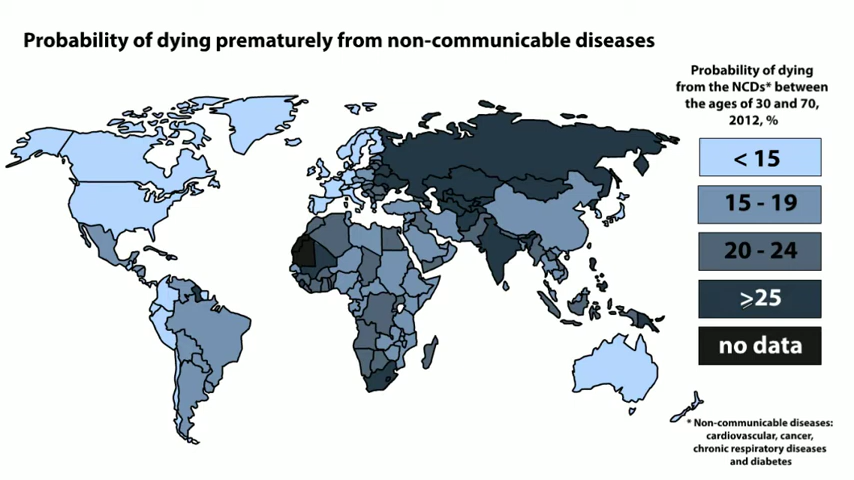 Probability of dying prematurely from non-communicable diseases
Probability of dying
from the NCDs* between
the ages of 30 and 70,
2012, %
< 15
15 - 19
20 - 24
≥25
no data
* Non-communicable diseases:
cardiovascular, cancer,
chronic respiratory diseases
and diabetes